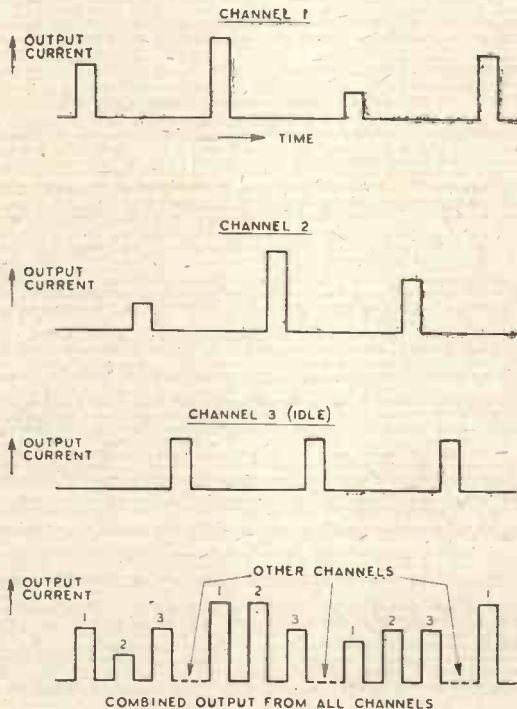 CHANNEL 1
OUTPUT
CURRENT
TIME
CHANNEL 2
OUTPUT
CURRENT
CHANNEL 3 (IDLE)
OUTPUT
CURRENT
OUTPUT
CURRENT
OTHER CHANNELS
1 2 3 1 2 3 1 2 3 1
COMBINED OUTPUT FROM ALL CHANNELS